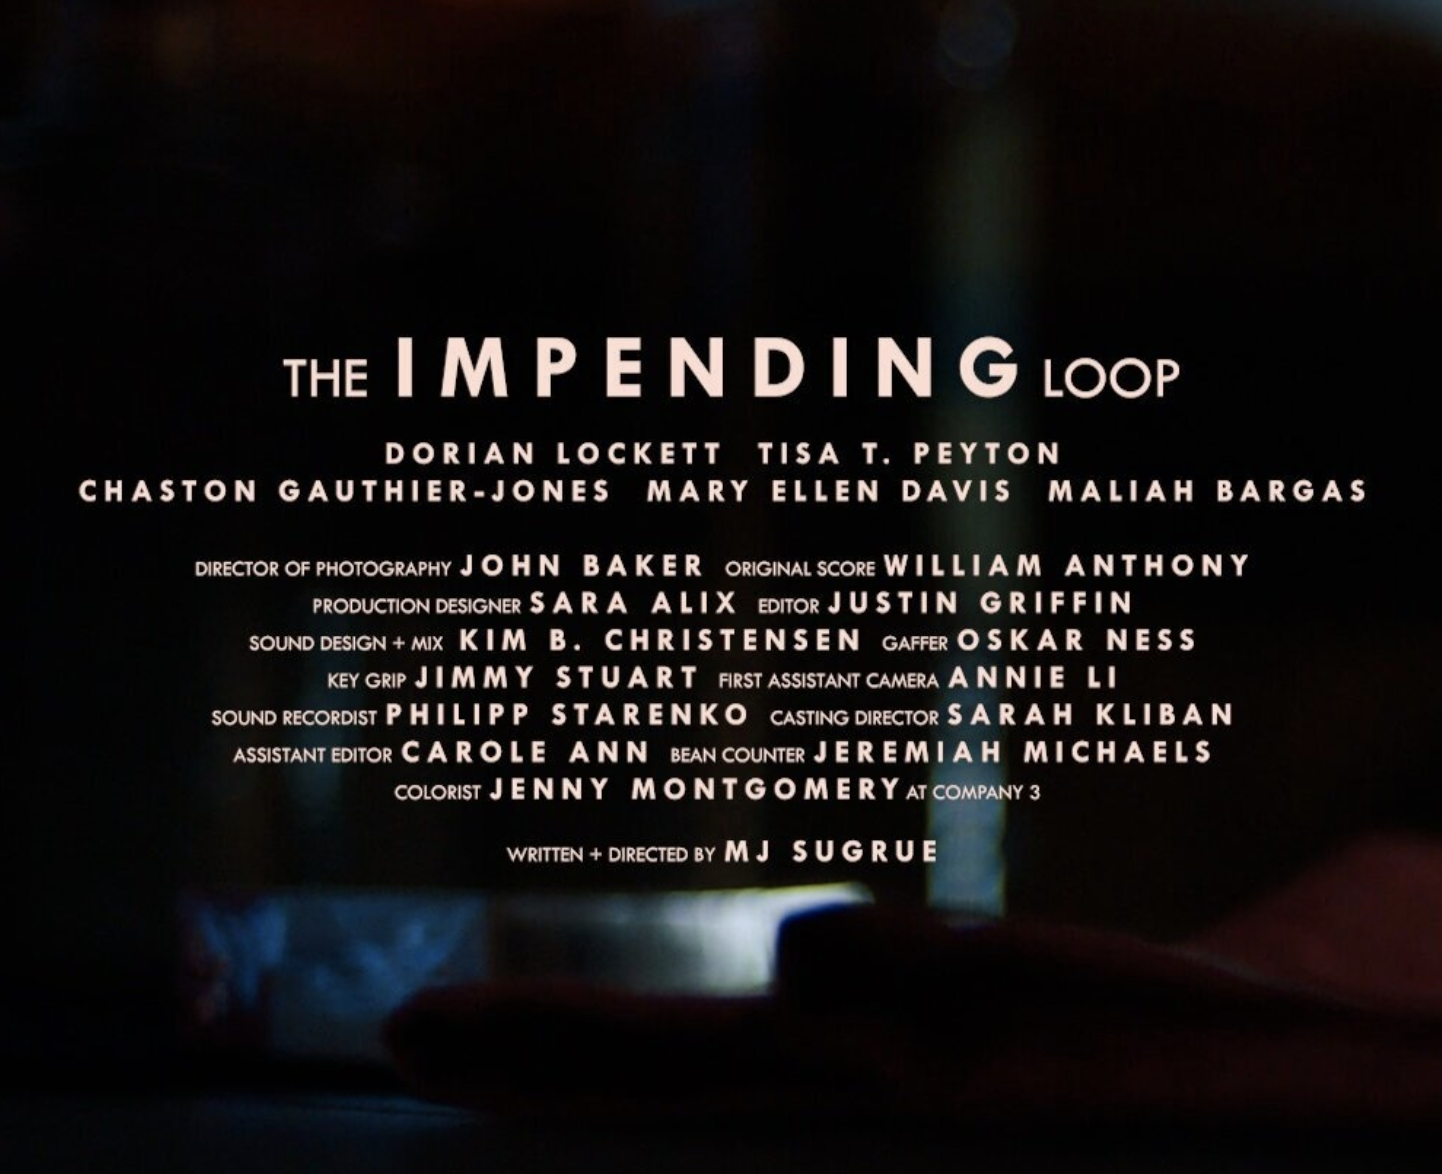 THE IMPENDING LOOP
DORIAN LOCKETT TISA T. PEYTON
CHASTON GAUTHIER-JONES MARY ELLEN DAVIS MALIAH BARGAS
DIRECTOR OF PHOTOGRAPHY JOHN BAKER ORIGINAL SCORE WILLIAM ANTHONY
PRODUCTION DESIGNER SARA ALIX EDITOR JUSTIN GRIFFIN
SOUND DESIGN + MIX KIM B. CHRISTENSEN GAFFER OSKAR NESS
KEY GRIP JIMMY STUART FIRST ASSISTANT CAMERA ANNIE LI
SOUND RECORDIST PHILIPP STARENKO CASTING DIRECTOR SARAH KLIBAN
ASSISTANT EDITOR CAROLE ANN BEAN COUNTER JEREMIAH MICHAELS
COLORIST JENNY MONTGOMERY AT COMPANY 3
WRITTEN + DIRECTED BY MJ SUGRUE